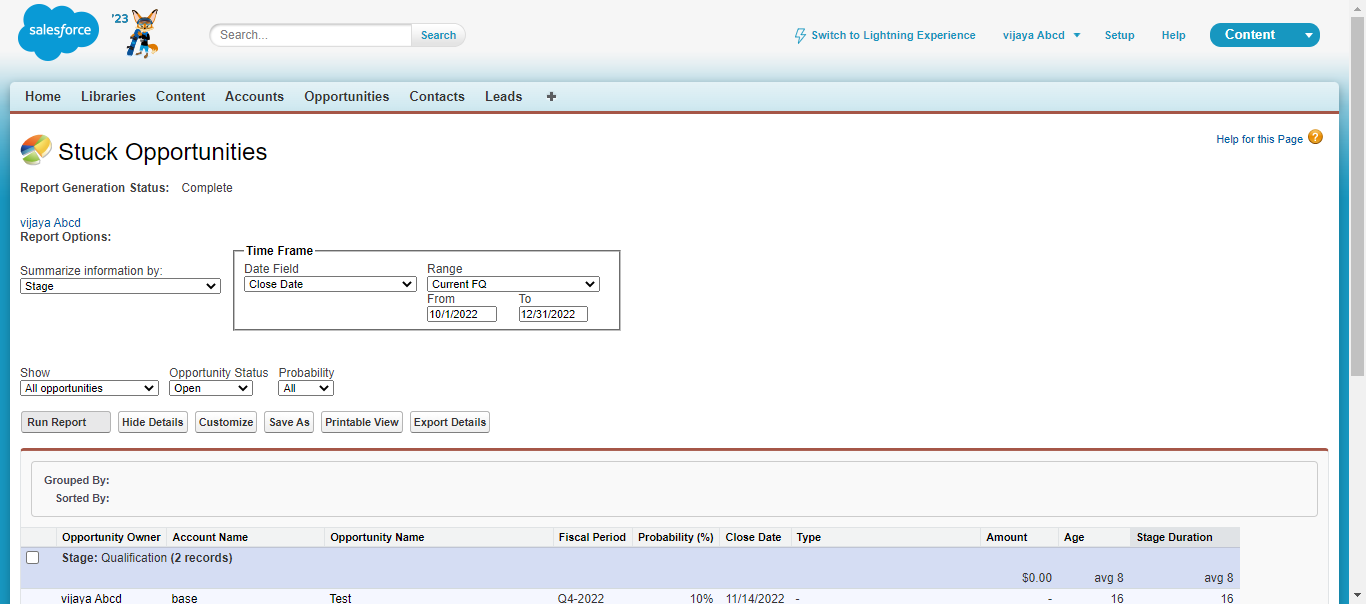 salesforce '23
Search... Search
Switch to Lightning Experience vijaya Abcd Setup Help Content
Home Libraries Content Accounts Opportunities Contacts Leads +
Stuck Opportunities
Help for this Page ?
Report Generation Status: Complete
vijaya Abcd
Report Options:
Summarize information by:
Stage
Time Frame
Date Field Range
Close Date Current FQ
From To
10/1/2022 12/31/2022
Show Opportunity Status Probability
All opportunities Open All
Run Report Hide Details Customize Save As Printable View Export Details
Grouped By:
Sorted By:
Opportunity Owner Account Name Opportunity Name Fiscal Period Probability (%) Close Date Type Amount Age Stage Duration
Stage: Qualification (2 records)
$0.00 avg 8 avg 8
vijaya Abcd base Test Q4-2022 10% 11/14/2022 - - 16 16